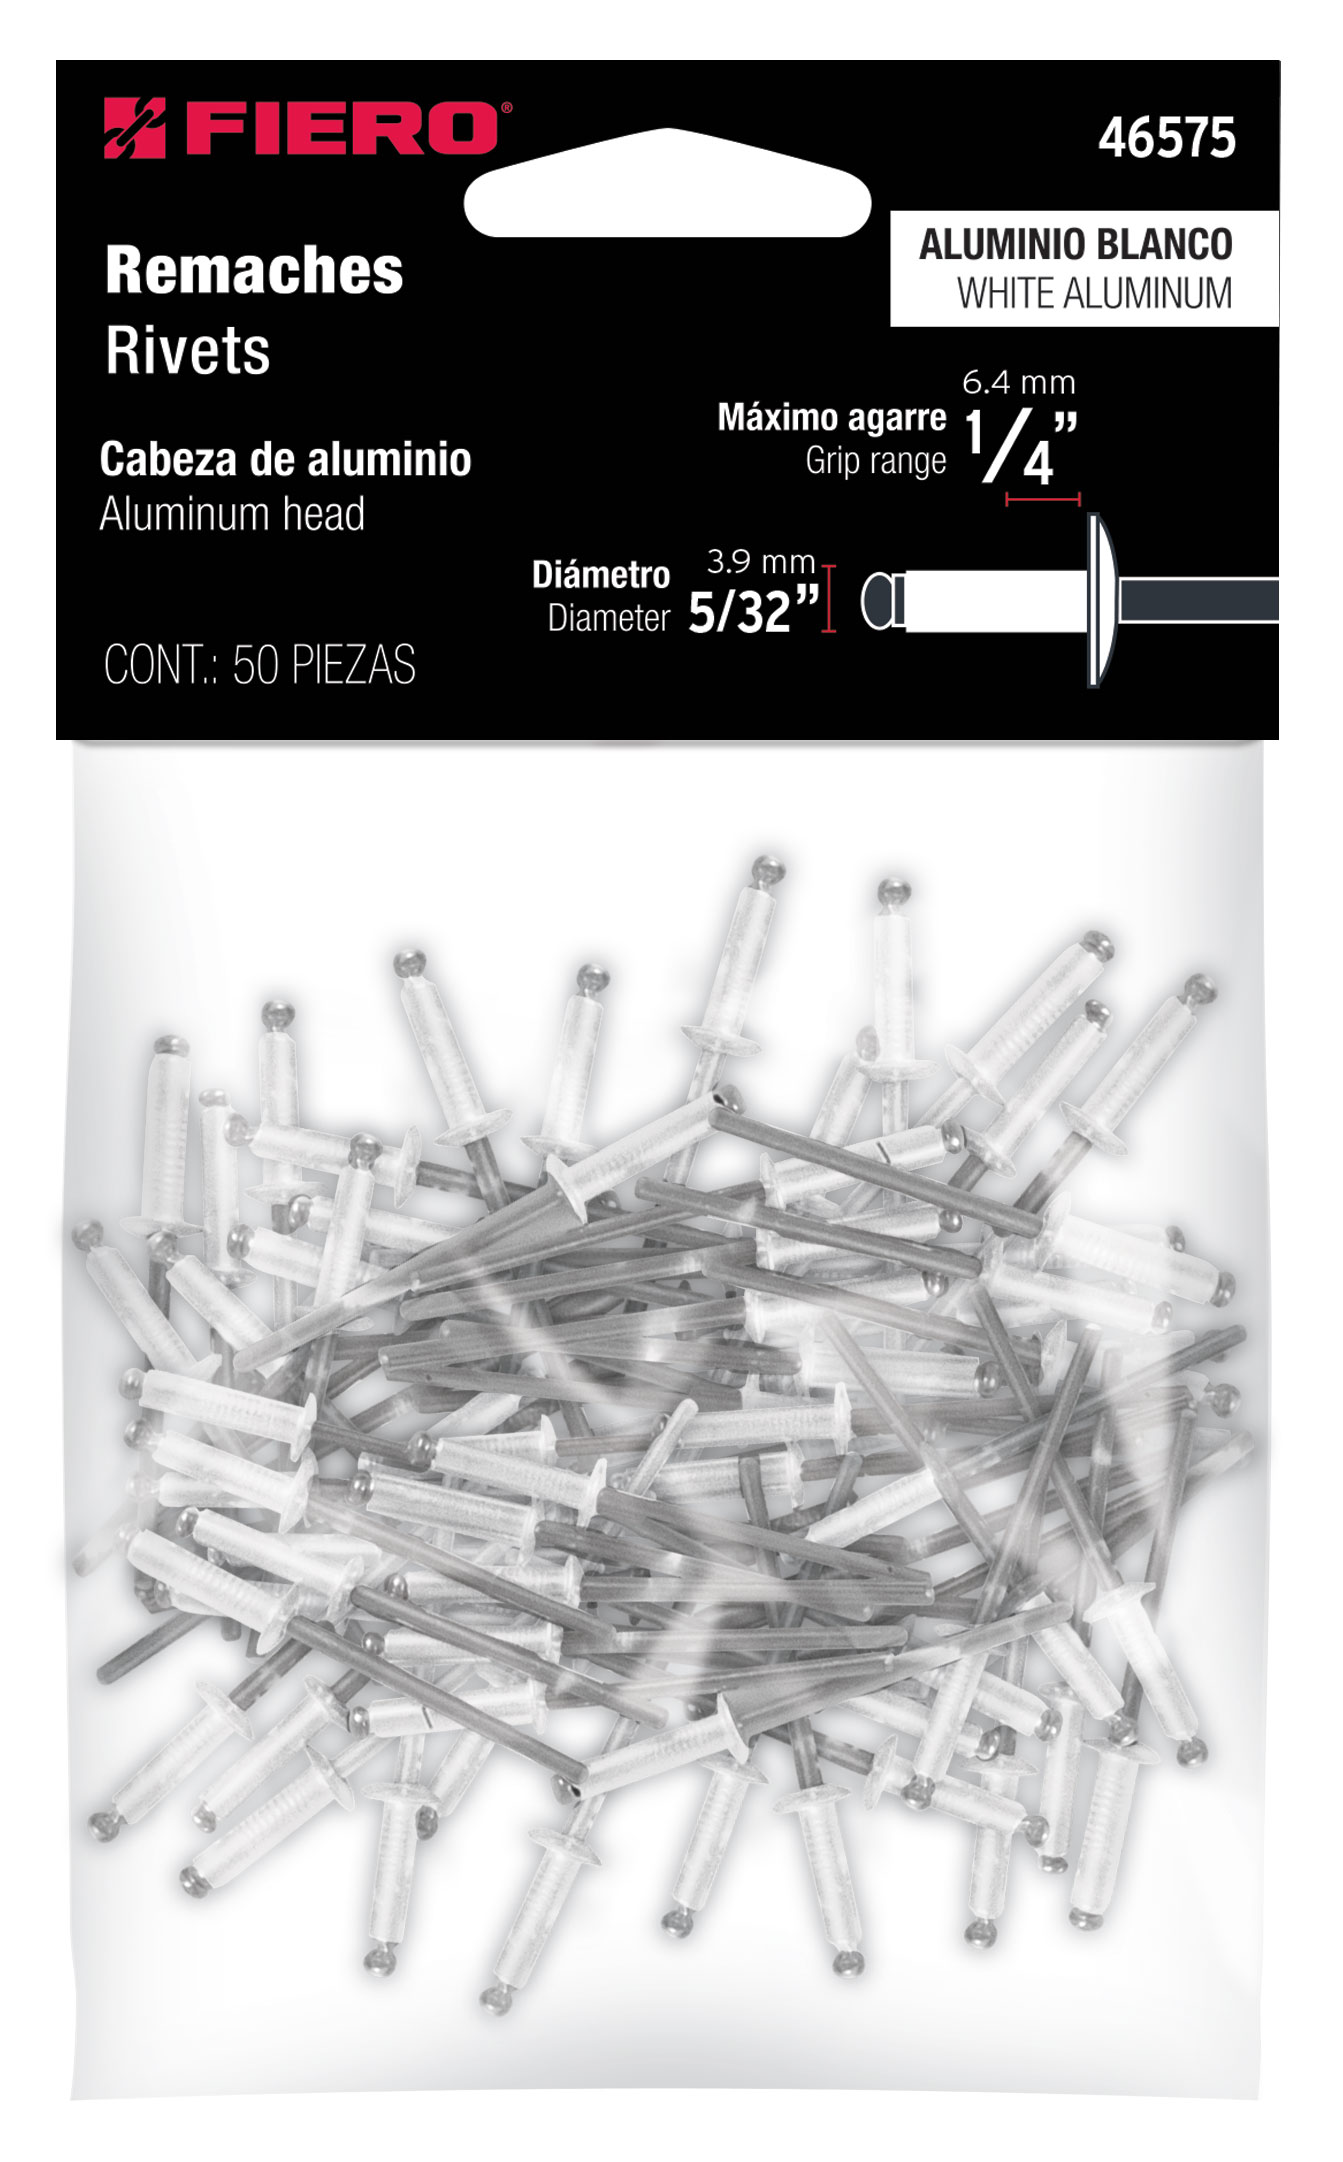 FIERO®
46575
ALUMINIO BLANCO
WHITE ALUMINUM
Remaches
Rivets
6.4 mm
Máximo agarre 1/4”
Grip range
Cabeza de aluminio
Aluminum head
3.9 mm
Diámetro 5/32”
Diameter
CONT.: 50 PIEZAS